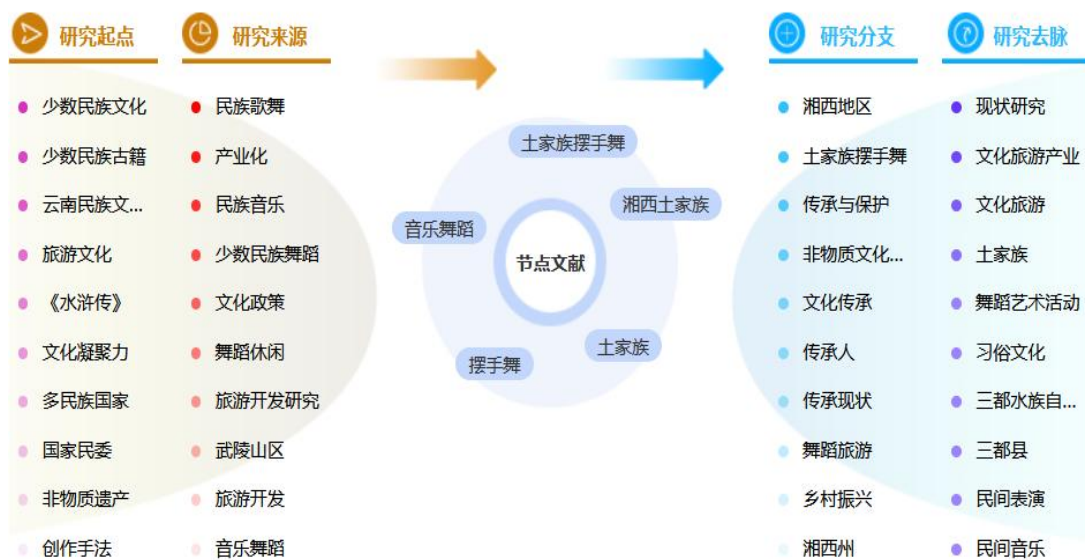 研究起点
少数民族文化
少数民族古籍
云南民族文...
旅游文化
《水浒传》
文化凝聚力
多民族国家
国家民委
非物质遗产
创作手法
研究来源
民族歌舞
产业化
民族音乐
少数民族舞蹈
文化政策
舞蹈休闲
旅游开发研究
武陵山区
旅游开发
音乐舞蹈
土家族摆手舞
湘西土家族
音乐舞蹈
节点文献
土家族
摆手舞
研究分支
湘西地区
土家族摆手舞
传承与保护
非物质文化...
文化传承
传承人
传承现状
舞蹈旅游
乡村振兴
湘西州
研究去脉
现状研究
文化旅游产业
文化旅游
土家族
舞蹈艺术活动
习俗文化
三都水族自...
三都县
民间表演
民间音乐